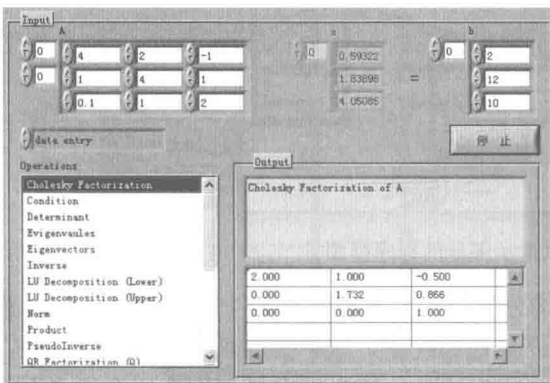 Input
A
x
b
0
4
2
-1
0
0.59322
0
2
0
1
4
1
1.83898
=
12
0.1
1
2
4.05085
10
data entry
停 止
Operations
Output
Cholesky Factorization
Cholesky Factorization of A
Condition
Determinant
Evigenvaules
Eigenvectors
Inverse
LU Decomposition (Lower)
LU Decomposition (Upper)
Norm
Product
PseudoInverse
QR Factorization (Q)
2.000 1.000 -0.500
0.000 1.732 0.866
0.000 0.000 1.000